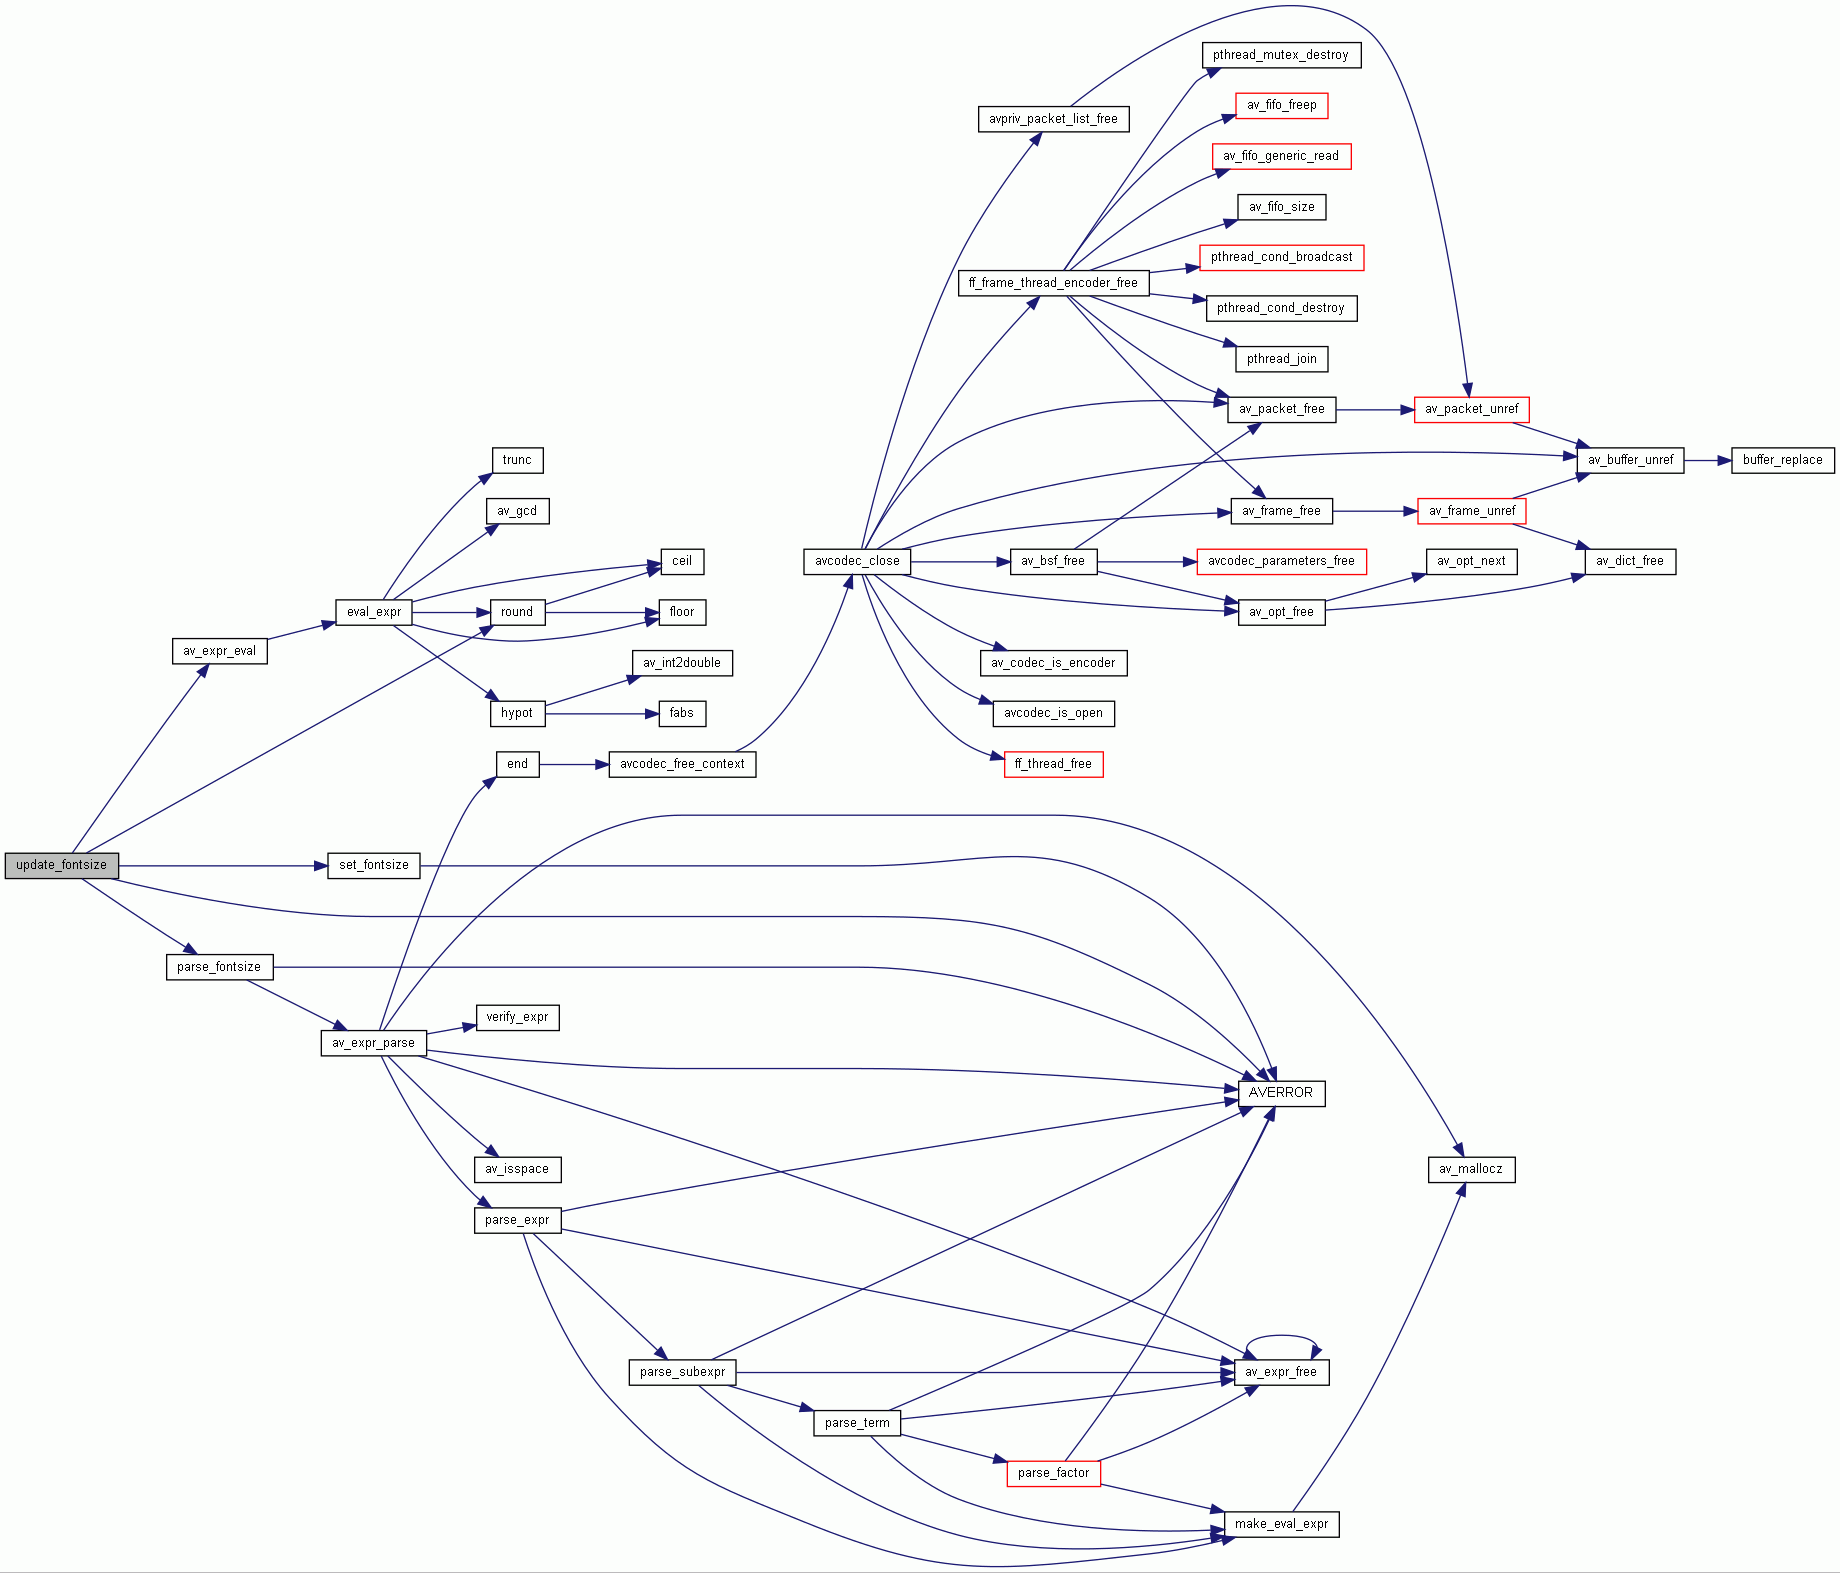 pthread_mutex_destroy
av_fifo_freep
avpriv_packet_list_free
av_fifo_generic_read
av_fifo_size
pthread_cond_broadcast
ff_frame_thread_encoder_free
pthread_cond_destroy
pthread_join
av_packet_free
av_packet_unref
trunc
av_buffer_unref
buffer_replace
av_gcd
av_frame_free
av_frame_unref
ceil
avcodec_close
av_bsf_free
avcodec_parameters_free
av_opt_next
av_dict_free
eval_expr
round
floor
av_opt_free
av_expr_eval
av_int2double
av_codec_is_encoder
hypot
fabs
avcodec_is_open
end
avcodec_free_context
ff_thread_free
update_fontsize
set_fontsize
parse_fontsize
verify_expr
av_expr_parse
AVERROR
av_isspace
av_mallocz
parse_expr
parse_subexpr
av_expr_free
parse_term
parse_factor
make_eval_expr